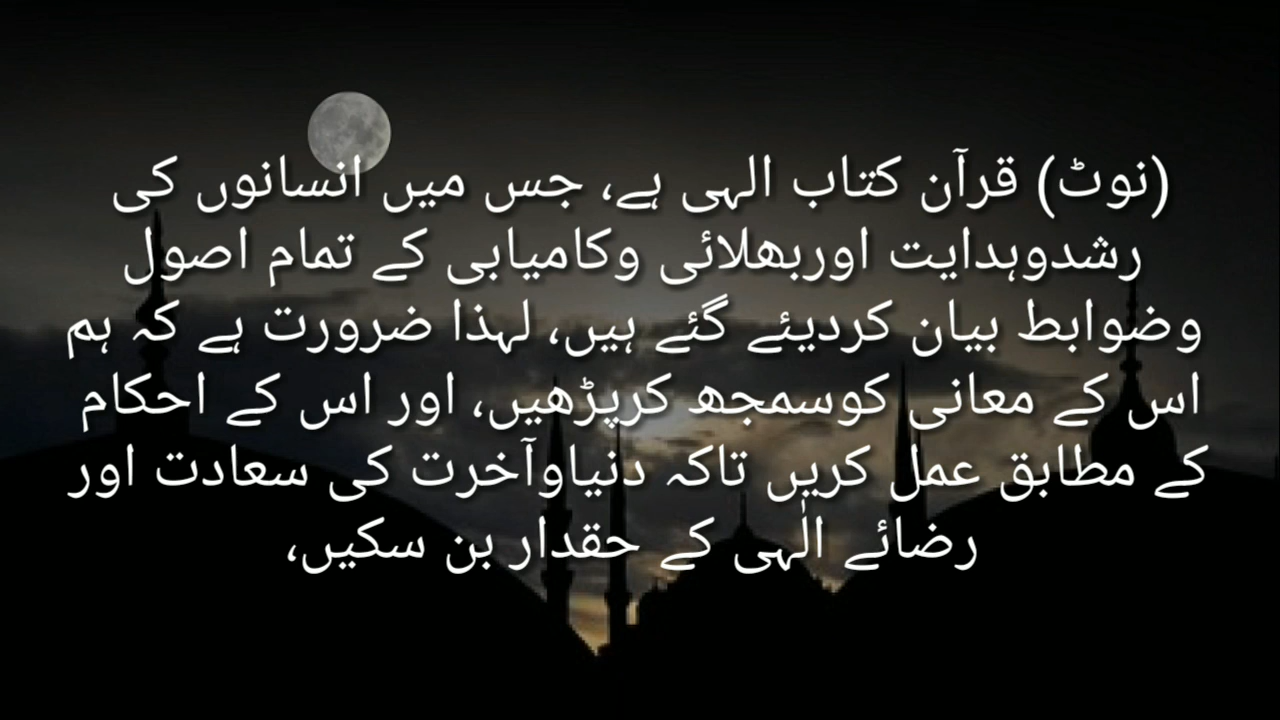 (نوٹ) قرآن کتاب الہی ہے، جس میں انسانوں کی
رشدوہدایت اوربھلائی وکامیابی کے تمام اصول
وضوابط بیان کردیئے گئے ہیں، لہذا ضرورت ہے کہ ہم
اس کے معانی کوسمجھ کرپڑھیں، اور اس کے احکام
کے مطابق عمل کریں تاکہ دنیاوآخرت کی سعادت اور
رضائے الٰہی کے حقدار بن سکیں،